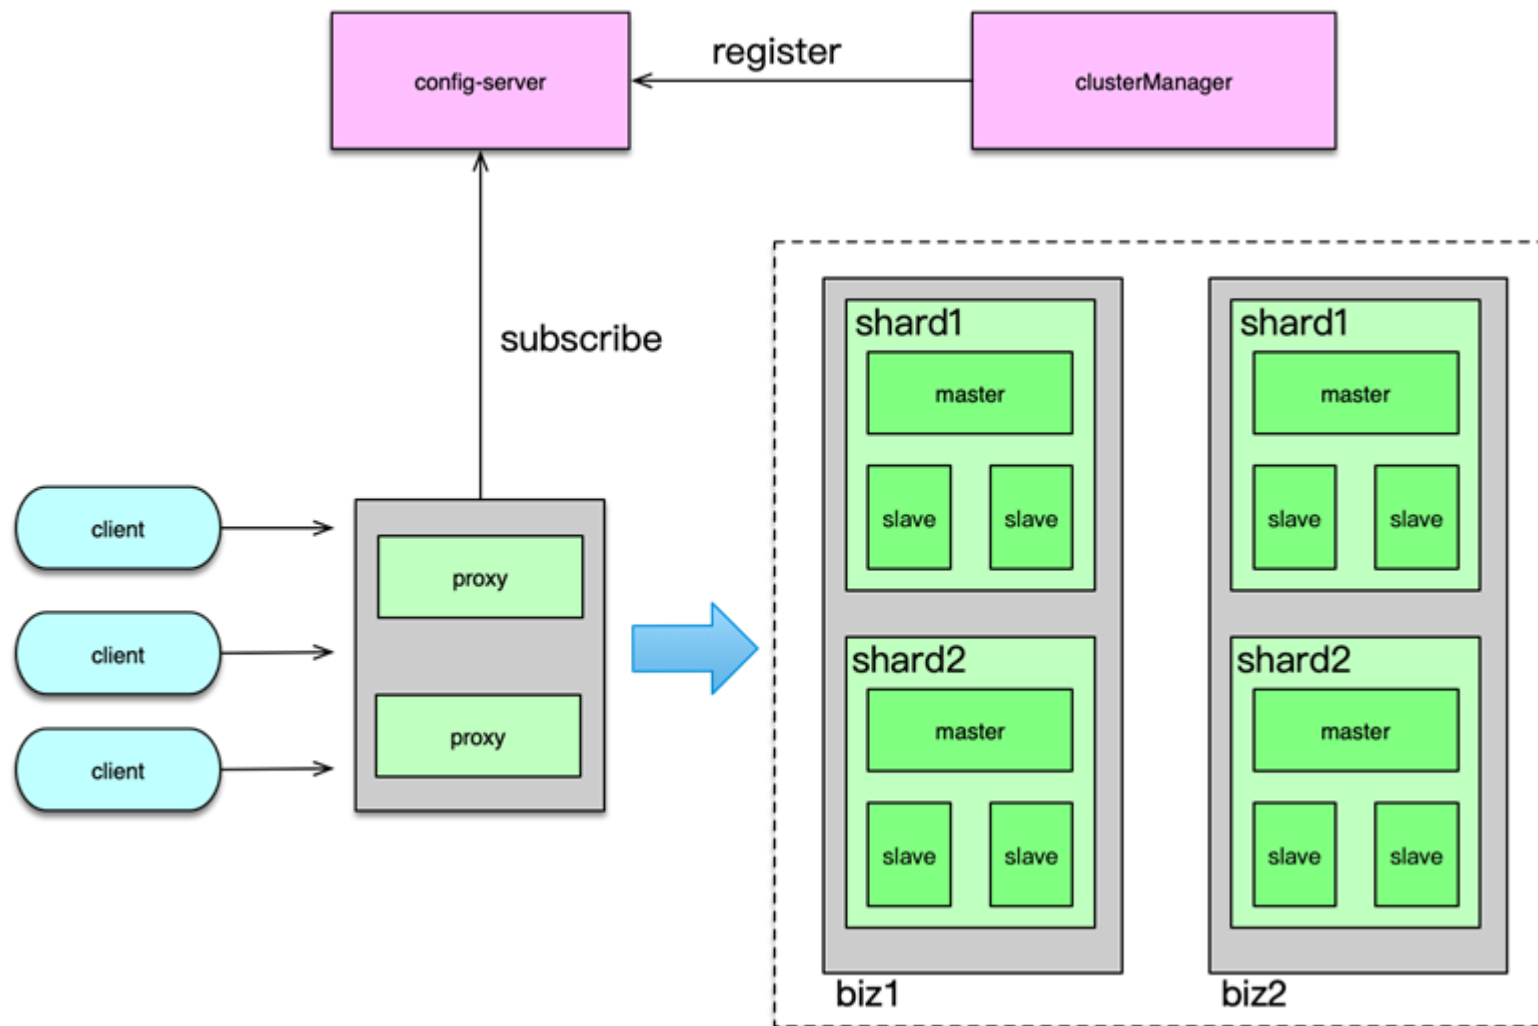 register
config-server
clusterManager
subscribe
client
client
client
proxy
proxy
shard1
master
slave
slave
shard2
master
slave
slave
biz1
shard1
master
slave
slave
shard2
master
slave
slave
biz2